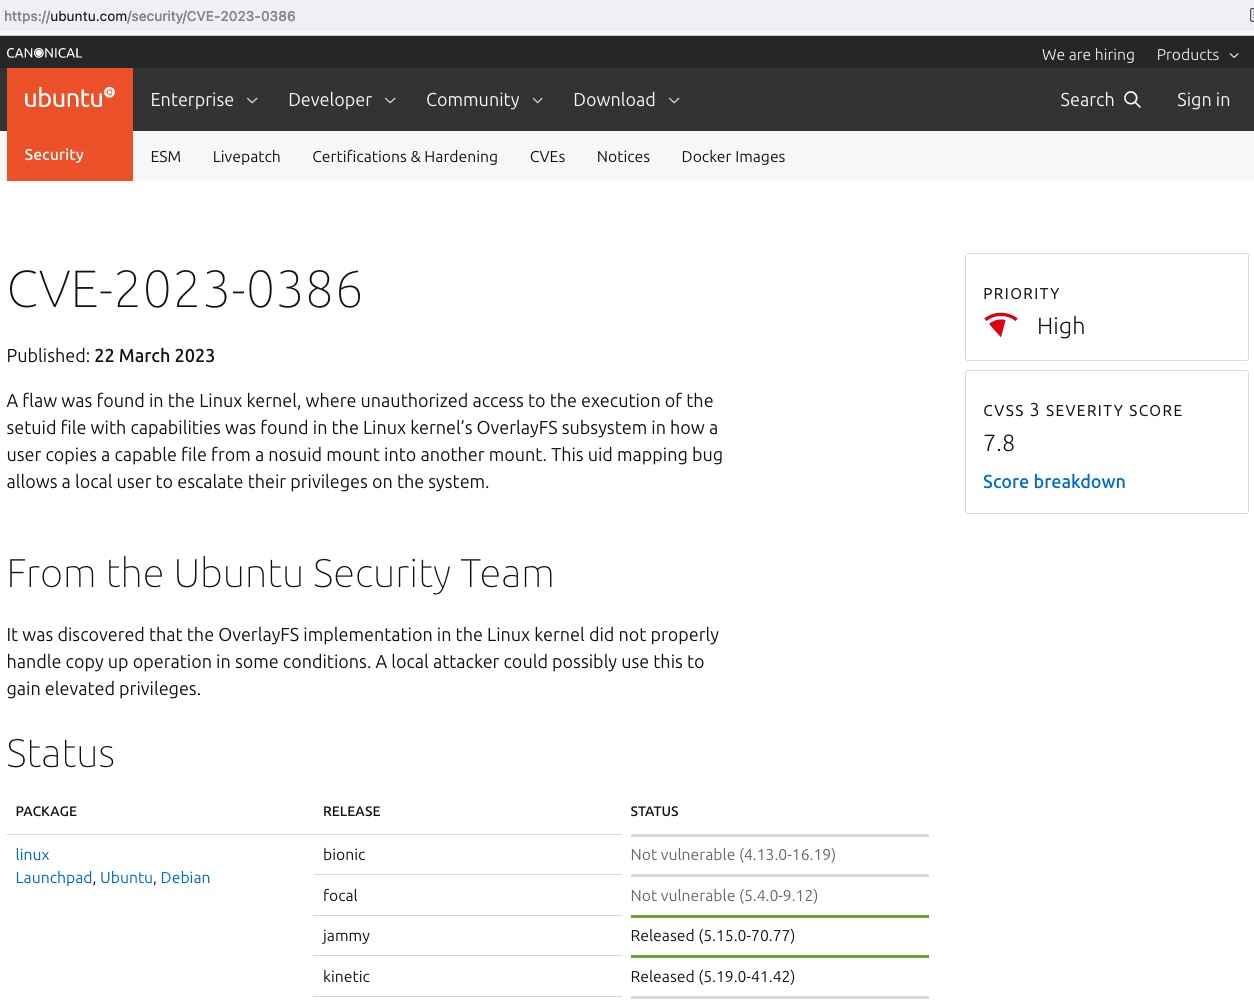 https://ubuntu.com/security/CVE-2023-0386
CANONICAL We are hiring Products
ubuntu Enterprise Developer Community Download Search Sign in
Security ESM Livepatch Certifications & Hardening CVEs Notices Docker Images
CVE-2023-0386
Published: 22 March 2023
A flaw was found in the Linux kernel, where unauthorized access to the execution of the
setuid file with capabilities was found in the Linux kernel’s OverlayFS subsystem in how a
user copies a capable file from a nosuid mount into another mount. This uid mapping bug
allows a local user to escalate their privileges on the system.
PRIORITY
High
CVSS 3 SEVERITY SCORE
7.8
Score breakdown
From the Ubuntu Security Team
It was discovered that the OverlayFS implementation in the Linux kernel did not properly
handle copy up operation in some conditions. A local attacker could possibly use this to
gain elevated privileges.
Status
PACKAGE RELEASE STATUS
linux bionic Not vulnerable (4.13.0-16.19)
Launchpad, Ubuntu, Debian
focal Not vulnerable (5.4.0-9.12)
jammy Released (5.15.0-70.77)
kinetic Released (5.19.0-41.42)